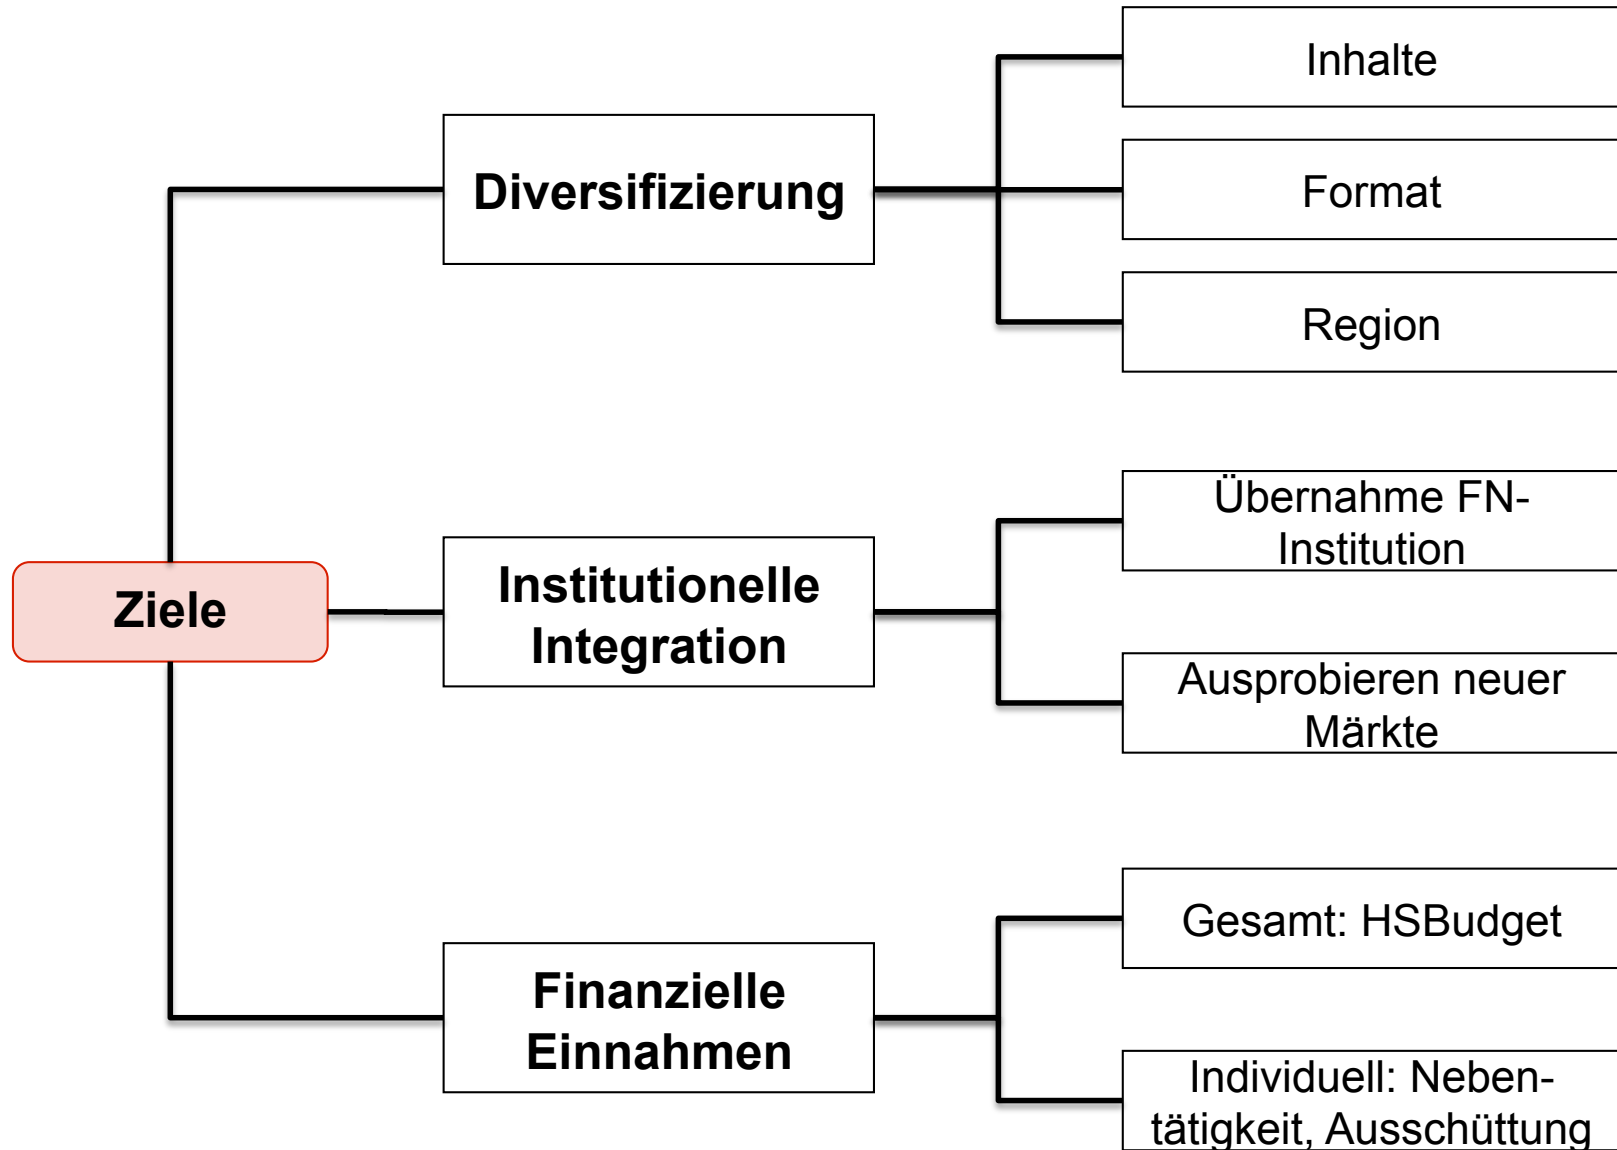 Ziele
Diversifizierung
Inhalte
Format
Region
Institutionelle
Integration
Übernahme FN-
Institution
Ausprobieren neuer
Märkte
Finanzielle
Einnahmen
Gesamt: HSBudget
Individuell: Neben-
tätigkeit, Ausschüttung